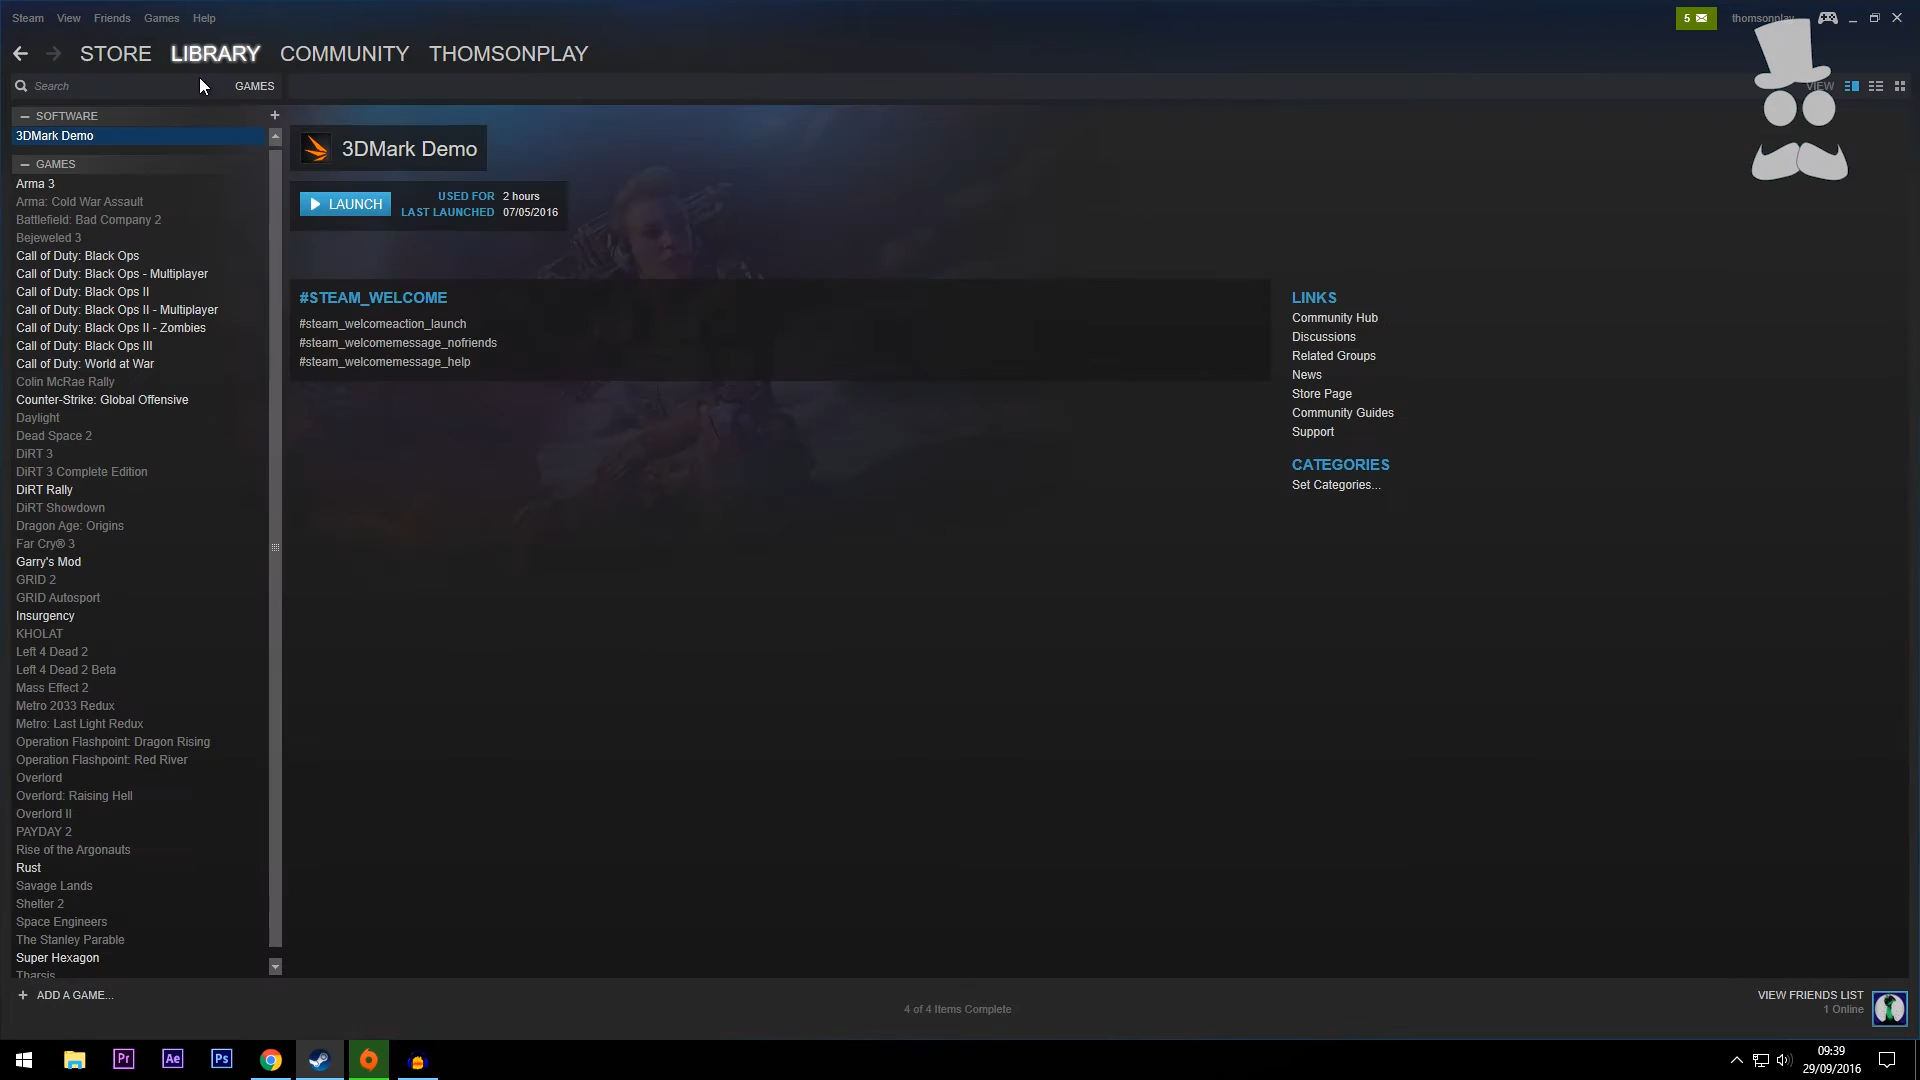 Steam View Friends Games Help
5
thomsonplay
STORE LIBRARY COMMUNITY THOMSONPLAY
Search
GAMES
VIEW
SOFTWARE
3DMark Demo
GAMES
Arma 3
Arma: Cold War Assault
Battlefield: Bad Company 2
Bejeweled 3
Call of Duty: Black Ops
Call of Duty: Black Ops - Multiplayer
Call of Duty: Black Ops II
Call of Duty: Black Ops II - Multiplayer
Call of Duty: Black Ops II - Zombies
Call of Duty: Black Ops III
Call of Duty: World at War
Colin McRae Rally
Counter-Strike: Global Offensive
Daylight
Dead Space 2
DiRT 3
DiRT 3 Complete Edition
DiRT Rally
DiRT Showdown
Dragon Age: Origins
Far Cry® 3
Garry's Mod
GRID 2
GRID Autosport
Insurgency
KHOLAT
Left 4 Dead 2
Left 4 Dead 2 Beta
Mass Effect 2
Metro 2033 Redux
Metro: Last Light Redux
Operation Flashpoint: Dragon Rising
Operation Flashpoint: Red River
Overlord
Overlord: Raising Hell
Overlord II
PAYDAY 2
Rise of the Argonauts
Rust
Savage Lands
Shelter 2
Space Engineers
The Stanley Parable
Super Hexagon
Tharsis
3DMark Demo
LAUNCH
USED FOR 2 hours
LAST LAUNCHED 07/05/2016
#STEAM_WELCOME
#steam_welcomeaction_launch
#steam_welcomemessage_nofriends
#steam_welcomemessage_help
LINKS
Community Hub
Discussions
Related Groups
News
Store Page
Community Guides
Support
CATEGORIES
Set Categories...
+ ADD A GAME...
4 of 4 Items Complete
VIEW FRIENDS LIST
1 Online
Pr
Ae
Ps
09:39
29/09/2016